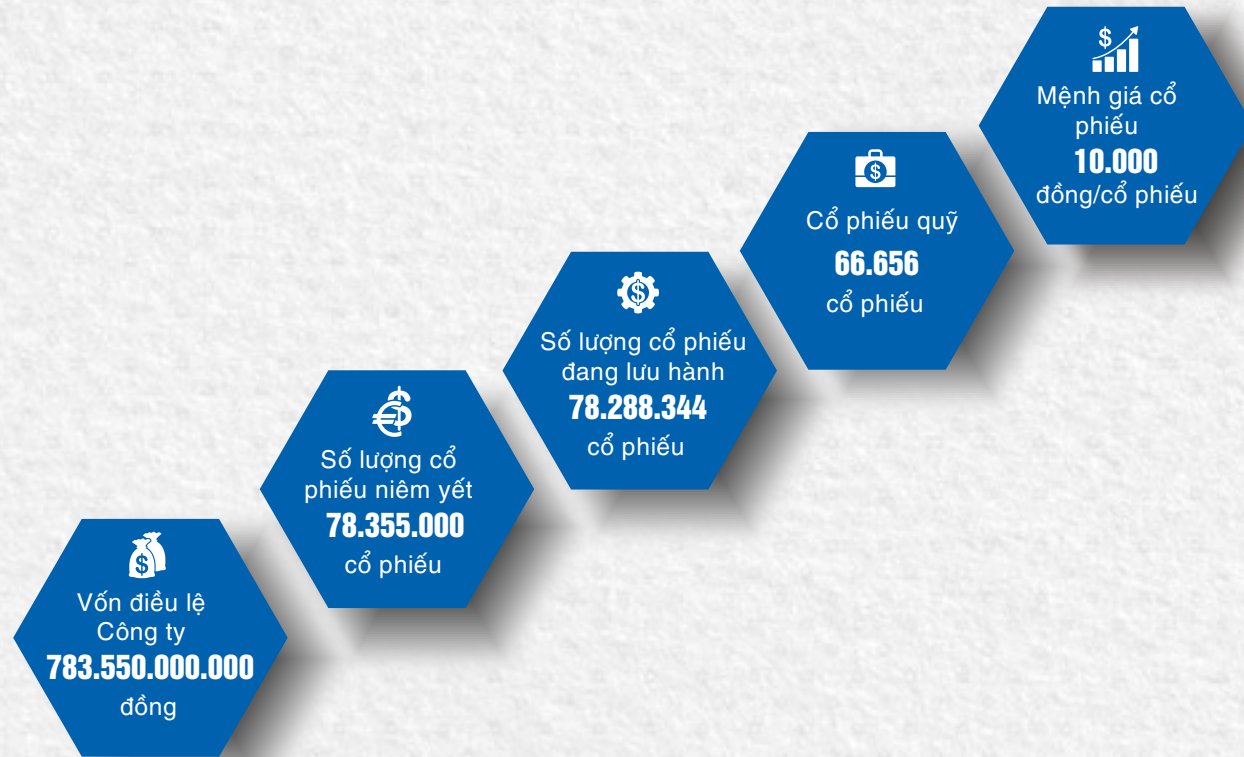 Mệnh giá cổ
phiếu
10.000
đồng/cổ phiếu
Cổ phiếu quỹ
66.656
cổ phiếu
Số lượng cổ phiếu
đang lưu hành
78.288.344
cổ phiếu
Số lượng cổ
phiếu niêm yết
78.355.000
cổ phiếu
Vốn điều lệ
Công ty
783.550.000.000
đồng